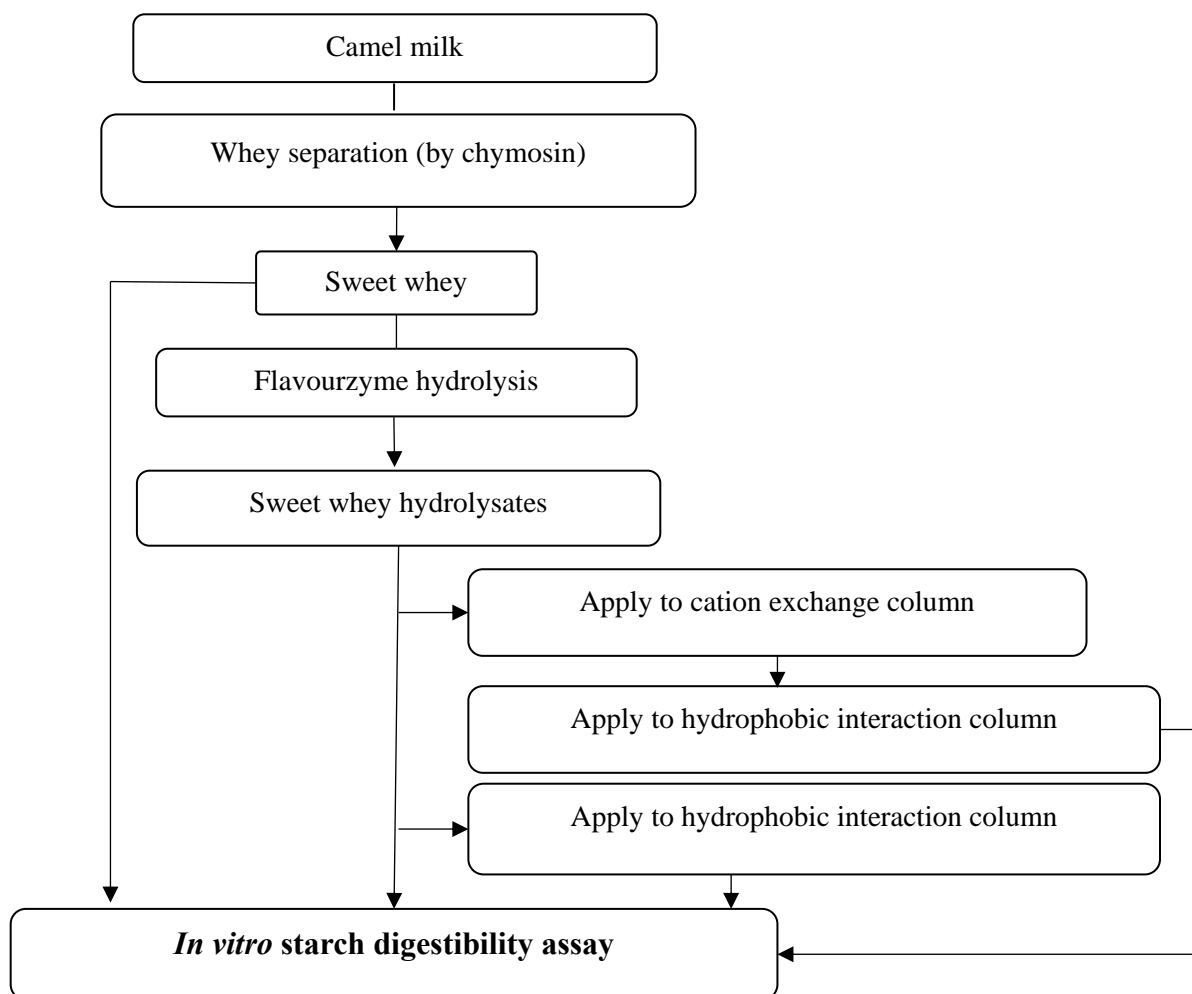 Camel milk
Whey separation (by chymosin)
Sweet whey
Flavourzyme hydrolysis
Sweet whey hydrolysates
Apply to cation exchange column
Apply to hydrophobic interaction column
Apply to hydrophobic interaction column
In vitro starch digestibility assay